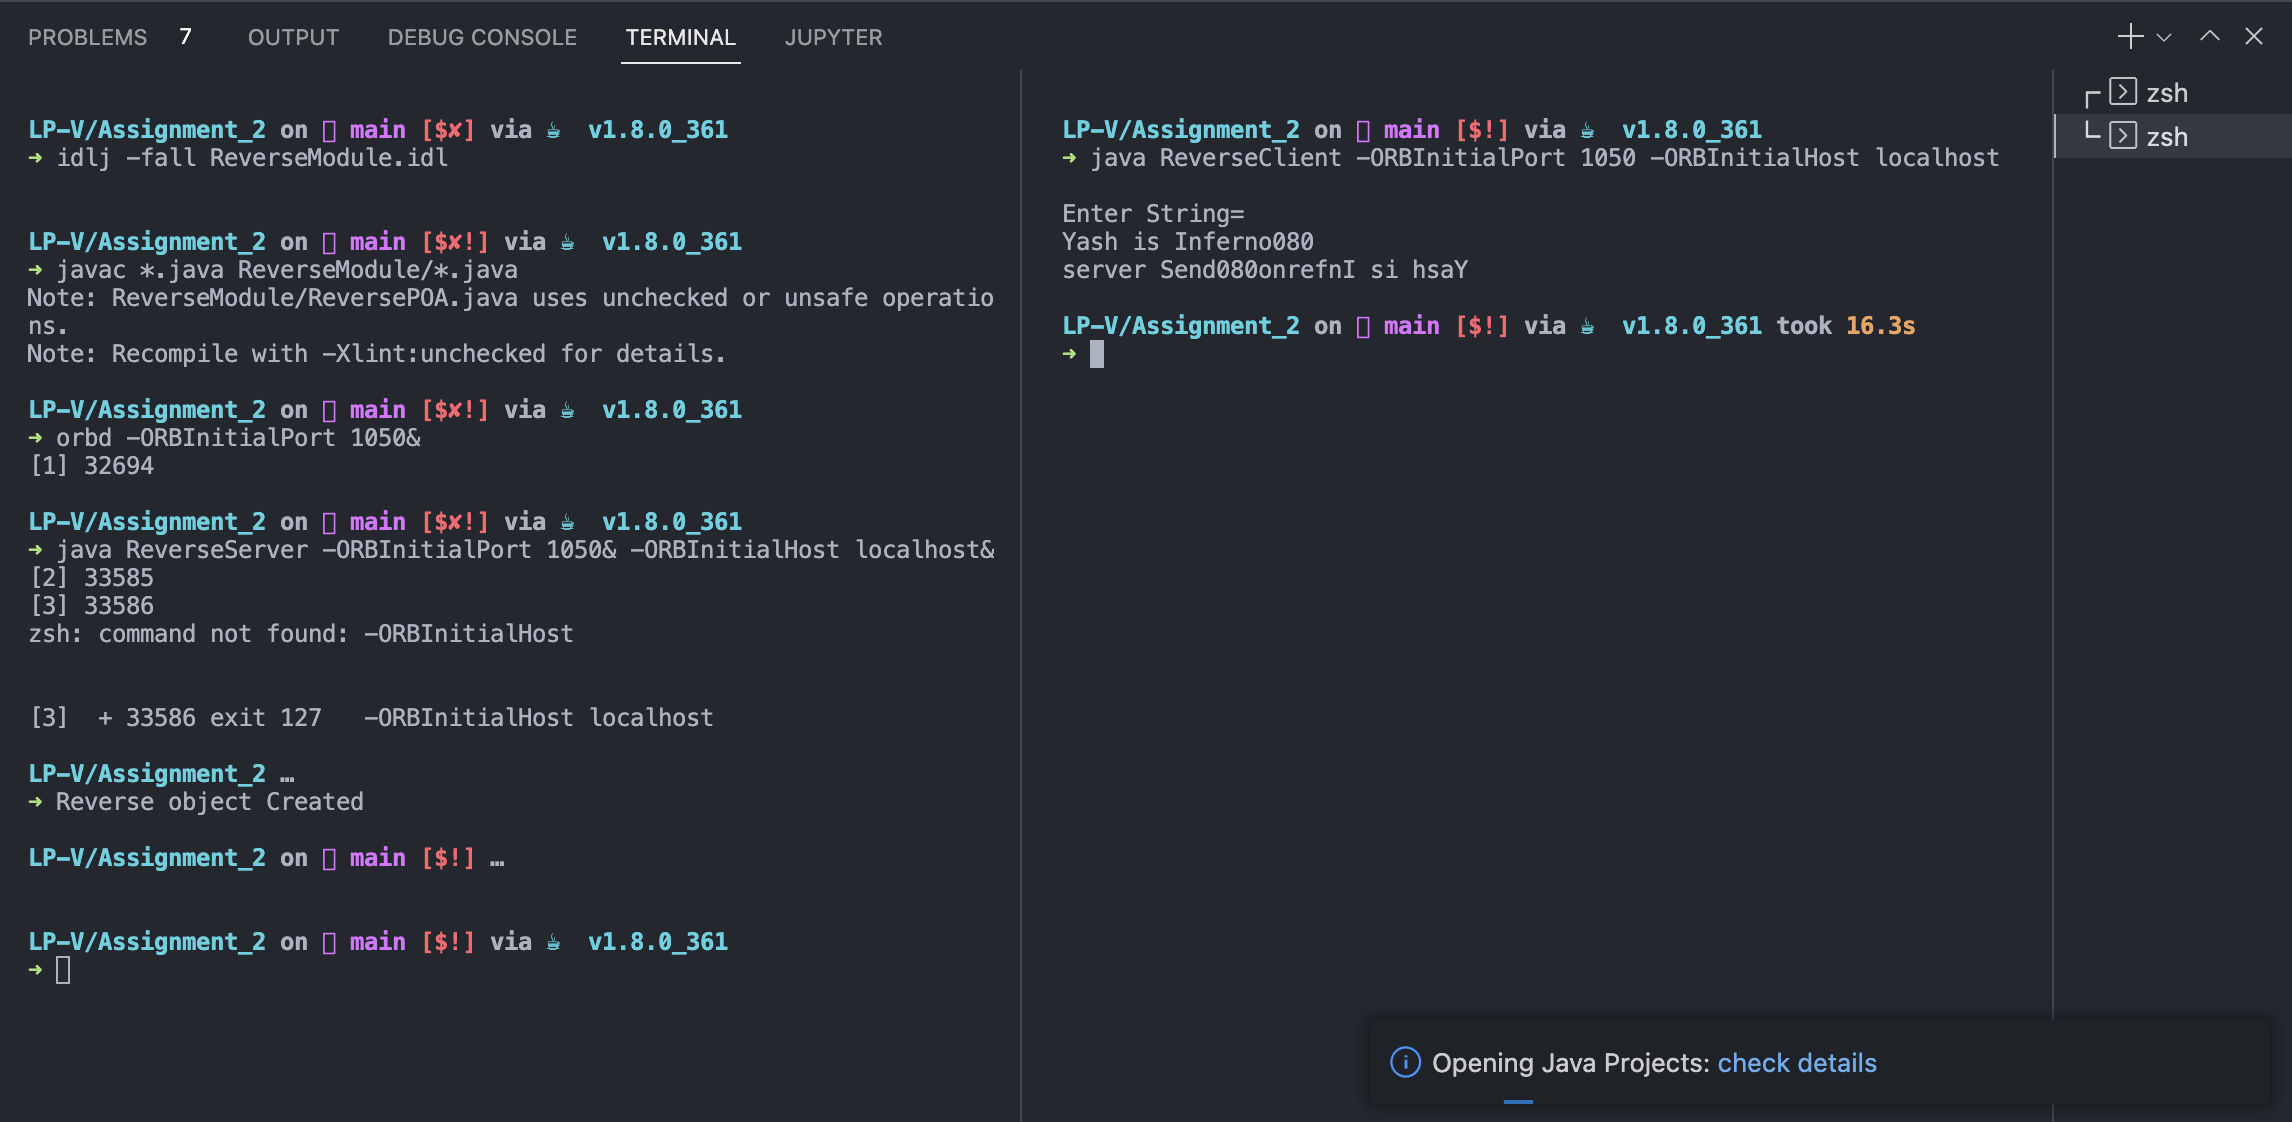 PROBLEMS 7 OUTPUT DEBUG CONSOLE TERMINAL JUPYTER
LP-V/Assignment_2 on main [$✘] via ☕ v1.8.0_361
➜ idlj -fall ReverseModule.idl
LP-V/Assignment_2 on main [$✘!] via ☕ v1.8.0_361
➜ javac *.java ReverseModule/*.java
Note: ReverseModule/ReversePOA.java uses unchecked or unsafe operatio
ns.
Note: Recompile with -Xlint:unchecked for details.
LP-V/Assignment_2 on main [$✘!] via ☕ v1.8.0_361
➜ orbd -ORBInitialPort 1050&
[1] 32694
LP-V/Assignment_2 on main [$✘!] via ☕ v1.8.0_361
➜ java ReverseServer -ORBInitialPort 1050& -ORBInitialHost localhost&
[2] 33585
[3] 33586
zsh: command not found: -ORBInitialHost
[3]  + 33586 exit 127   -ORBInitialHost localhost
LP-V/Assignment_2 …
➜ Reverse object Created
LP-V/Assignment_2 on main [$!] …
LP-V/Assignment_2 on main [$!] via ☕ v1.8.0_361
➜
LP-V/Assignment_2 on main [$!] via ☕ v1.8.0_361
➜ java ReverseClient -ORBInitialPort 1050 -ORBInitialHost localhost
Enter String=
Yash is Inferno080
server Send080onrefnI si hsaY
LP-V/Assignment_2 on main [$!] via ☕ v1.8.0_361 took 16.3s
➜
zsh
zsh
Opening Java Projects: check details